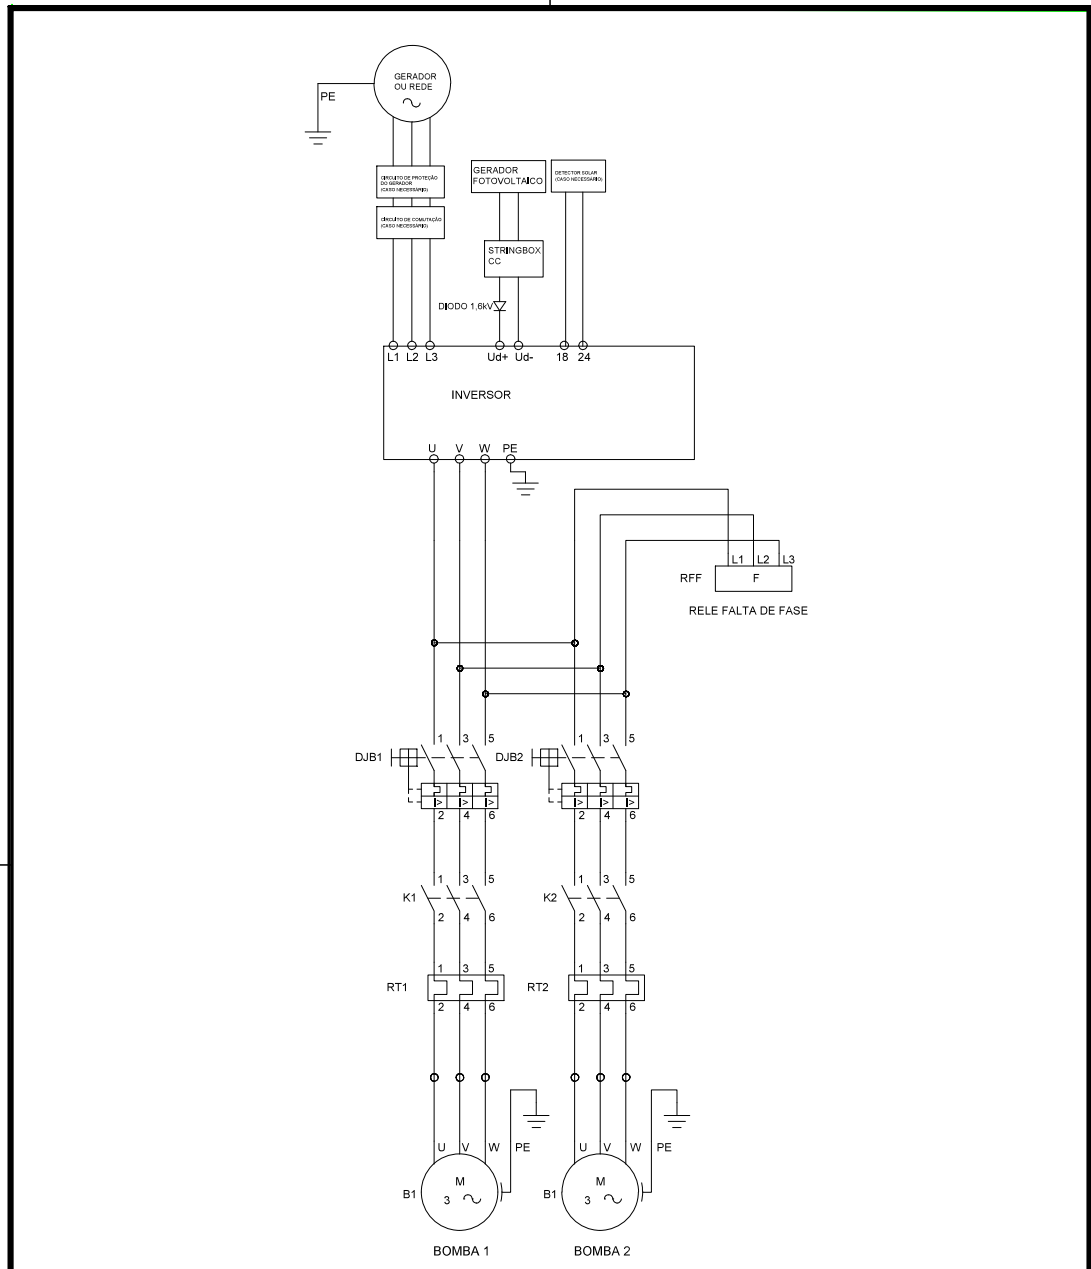 GERADOR
OU REDE
PE
CIRCUITO DE PROTEÇÃO
DO GERADOR
(CASO NECESSÁRIO)
GERADOR
FOTOVOLTAICO
DETECTOR SOLAR
(CASO NECESSÁRIO)
CIRCUITO DE COMUTAÇÃO
(CASO NECESSÁRIO)
STRINGBOX
CC
DIODO 1,6kV
L1 L2 L3 Ud+ Ud- 18 24
INVERSOR
U V W PE
L1 L2 L3
RFF F
RELE FALTA DE FASE
1 3 5 1 3 5
DJB1 DJB2
I> I> I> I> I> I>
2 4 6 2 4 6
1 3 5 1 3 5
K1 K2
2 4 6 2 4 6
1 3 5 1 3 5
RT1 RT2
2 4 6 2 4 6
U V W PE U V W PE
M M
B1 3 B1 3
BOMBA 1 BOMBA 2